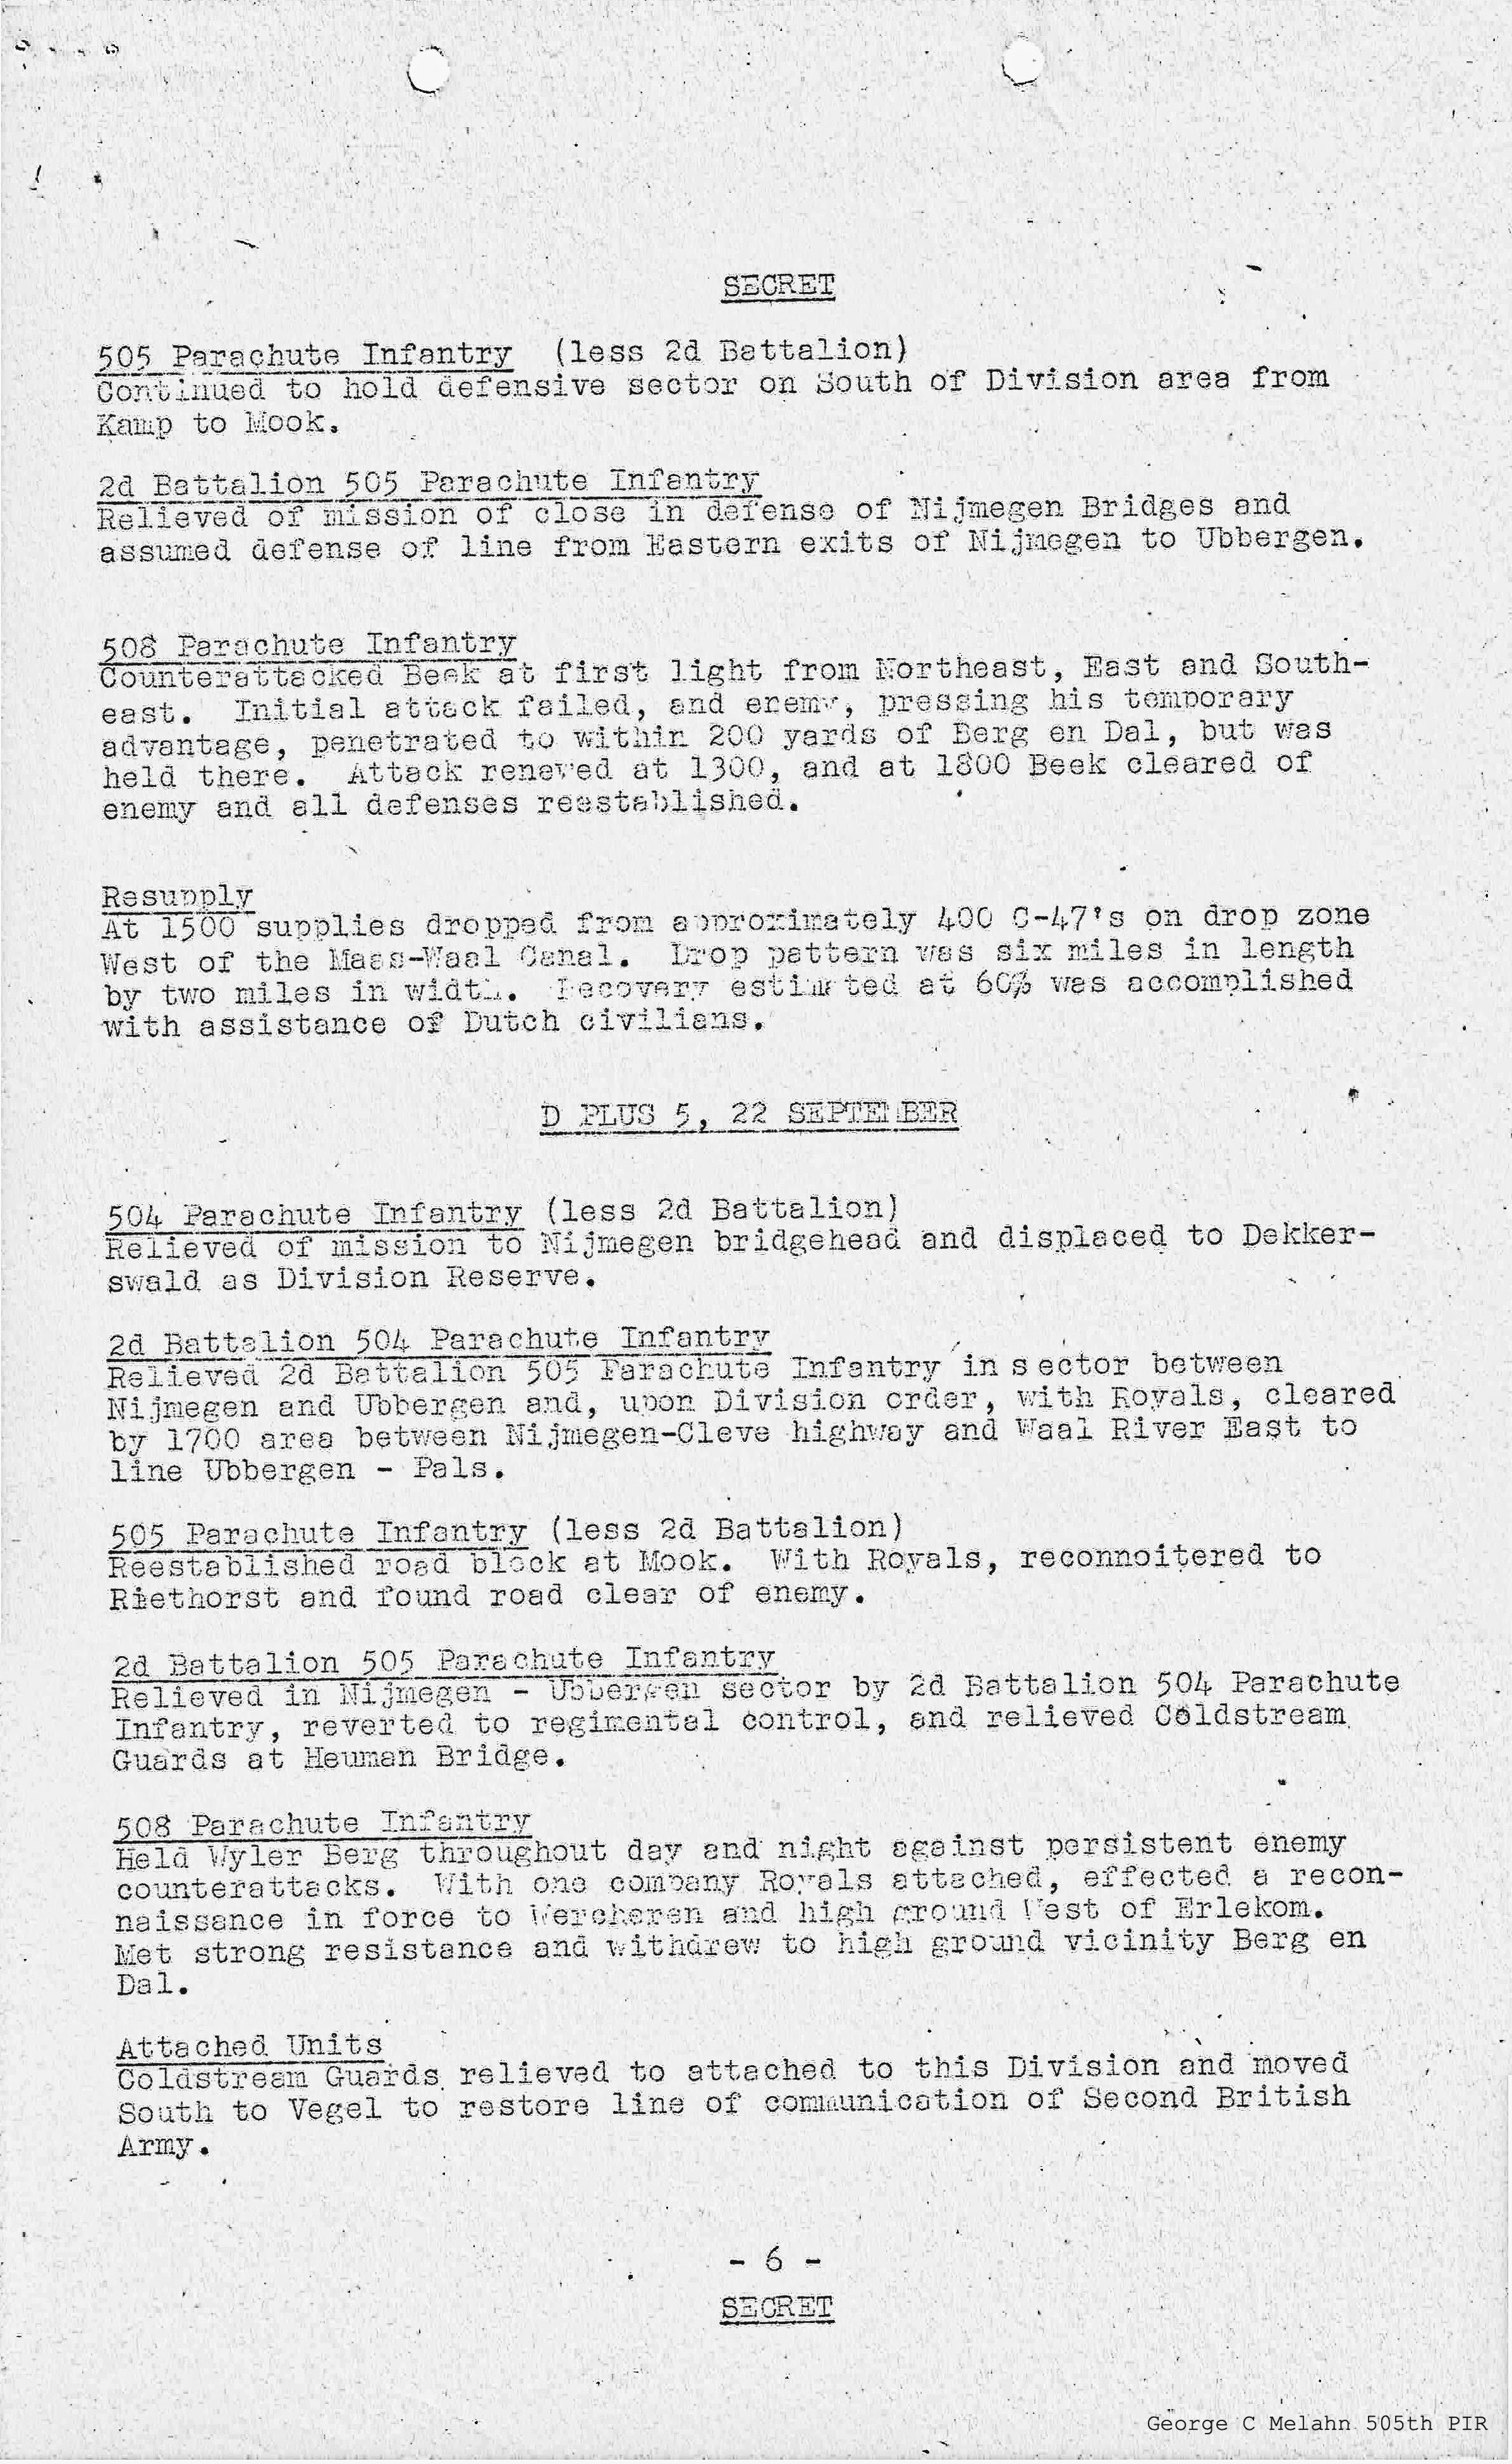 SECRET
505 Parachute Infantry (less 2d Battalion)
Continued to hold defensive sector on South of Division area from
Kamp to Mook.
2d Battalion 505 Parachute Infantry
Relieved of mission of close in defense of Nijmegen Bridges and
assumed defense of line from Eastern exits of Nijmegen to Ubbergen.
508 Parachute Infantry
Counterattacked Beek at first light from Northeast, East and South-
east. Initial attack failed, and enemy, pressing his temporary
advantage, penetrated to within 200 yards of Berg en Dal, but was
held there. Attack renewed at 1300, and at 1800 Beek cleared of
enemy and all defenses reestablished.
Resupply
At 1500 supplies dropped from approximately 400 C-47's on drop zone
West of the Maas-Waal Canal. Drop pattern was six miles in length
by two miles in width. Recovery estimated at 60% was accomplished
with assistance of Dutch civilians.
D PLUS 5, 22 SEPTEMBER
504 Parachute Infantry (less 2d Battalion)
Relieved of mission to Nijmegen bridgehead and displaced to Dekker-
swald as Division Reserve.
2d Battalion 504 Parachute Infantry
Relieved 2d Battalion 505 Parachute Infantry in sector between
Nijmegen and Ubbergen and, upon Division order, with Royals, cleared
by 1700 area between Nijmegen-Cleve highway and Waal River East to
line Ubbergen - Pals.
505 Parachute Infantry (less 2d Battalion)
Reestablished road block at Mook. With Royals, reconnoitered to
Riethorst and found road clear of enemy.
2d Battalion 505 Parachute Infantry
Relieved in Nijmegen - Ubbergen sector by 2d Battalion 504 Parachute
Infantry, reverted to regimental control, and relieved Coldstream
Guards at Heuman Bridge.
508 Parachute Infantry
Held Wyler Berg throughout day and night against persistent enemy
counterattacks. With one company Royals attached, effected a recon-
naissance in force to Wercheren and high ground West of Erlekom.
Met strong resistance and withdrew to high ground vicinity Berg en
Dal.
Attached Units
Coldstream Guards relieved to attached to this Division and moved
South to Vegel to restore line of communication of Second British
Army.
- 6 -
SECRET
George C Melahn 505th PIR